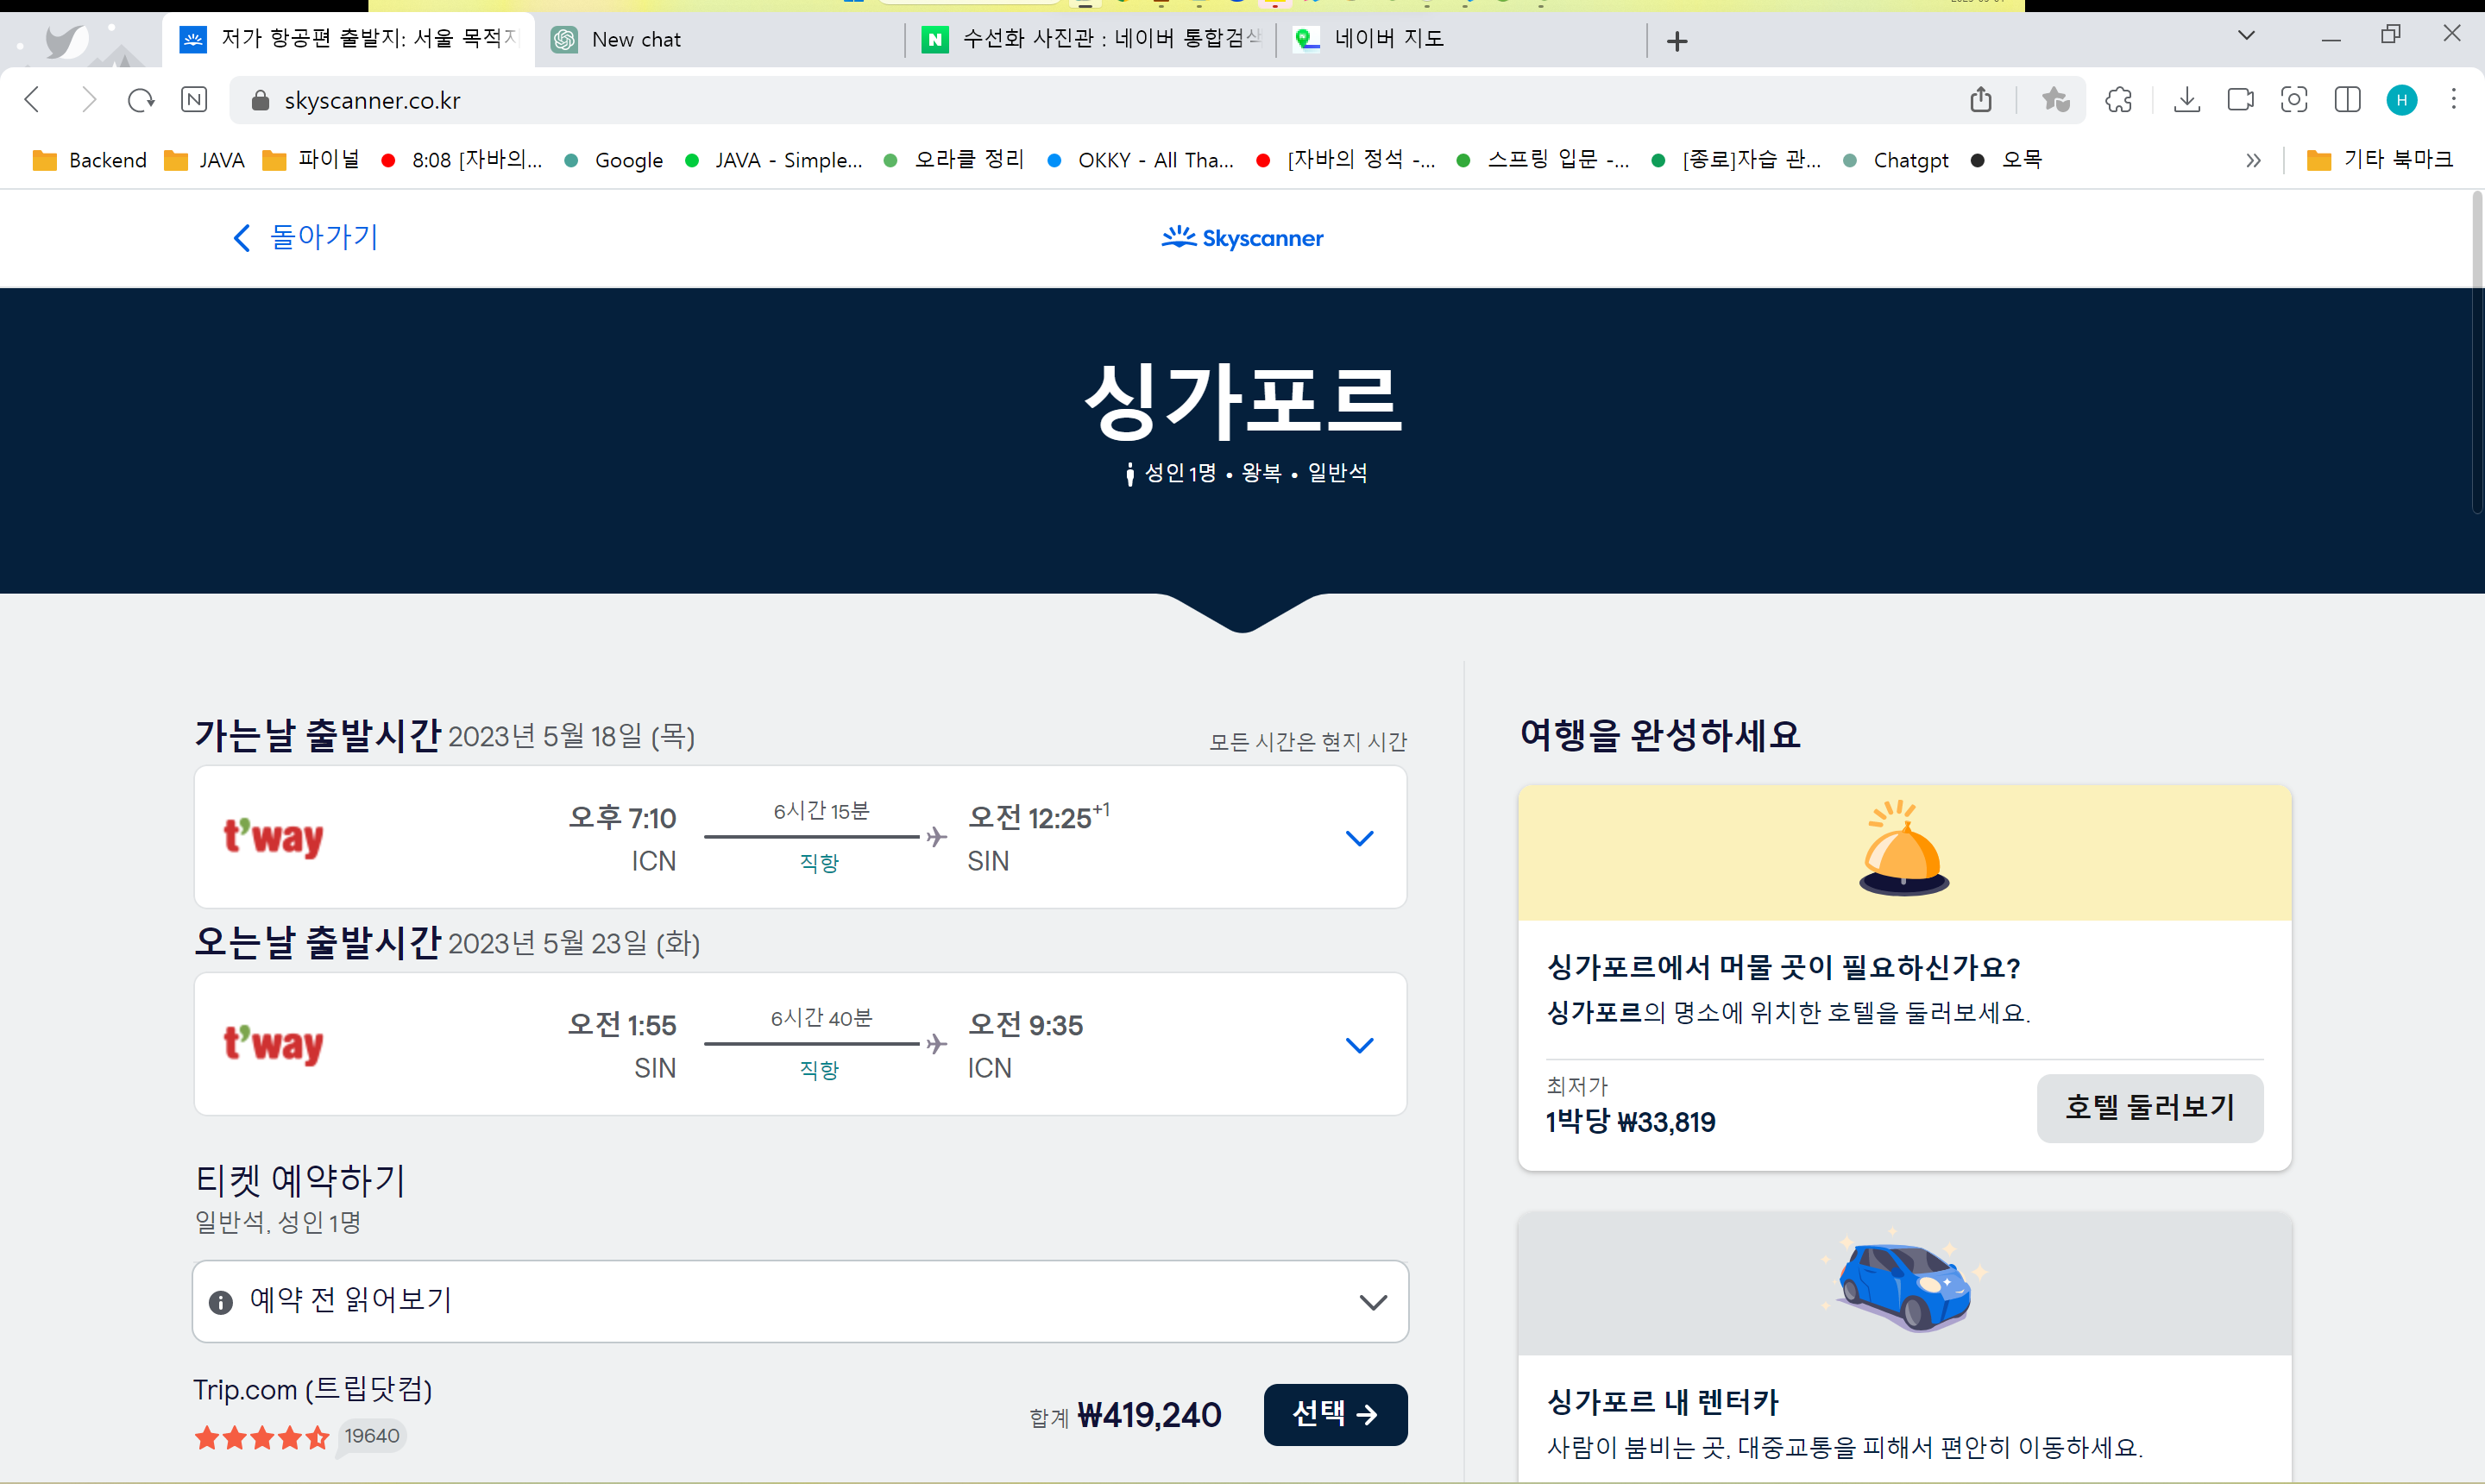 저가 항공편 출발지: 서울 목적지
New chat
수선화 사진관 : 네이버 통합검색
네이버 지도
skyscanner.co.kr
H
Backend
JAVA
파이널
8:08 [자바의...
Google
JAVA - Simple...
오라클 정리
OKKY - All Tha...
[자바의 정석 -...
스프링 입문 -...
[종로]자습 관...
Chatgpt
오목
기타 북마크
돌아가기
Skyscanner
싱가포르
성인 1명 • 왕복 • 일반석
가는날 출발시간 2023년 5월 18일 (목)
모든 시간은 현지 시간
t'way
오후 7:10
ICN
6시간 15분
직항
오전 12:25+1
SIN
오는날 출발시간 2023년 5월 23일 (화)
t'way
오전 1:55
SIN
6시간 40분
직항
오전 9:35
ICN
티켓 예약하기
일반석, 성인 1명
예약 전 읽어보기
Trip.com (트립닷컴)
19640
합계 ₩419,240
선택 →
여행을 완성하세요
싱가포르에서 머물 곳이 필요하신가요?
싱가포르의 명소에 위치한 호텔을 둘러보세요.
최저가
1박당 ₩33,819
호텔 둘러보기
싱가포르 내 렌터카
사람이 붐비는 곳, 대중교통을 피해서 편안히 이동하세요.